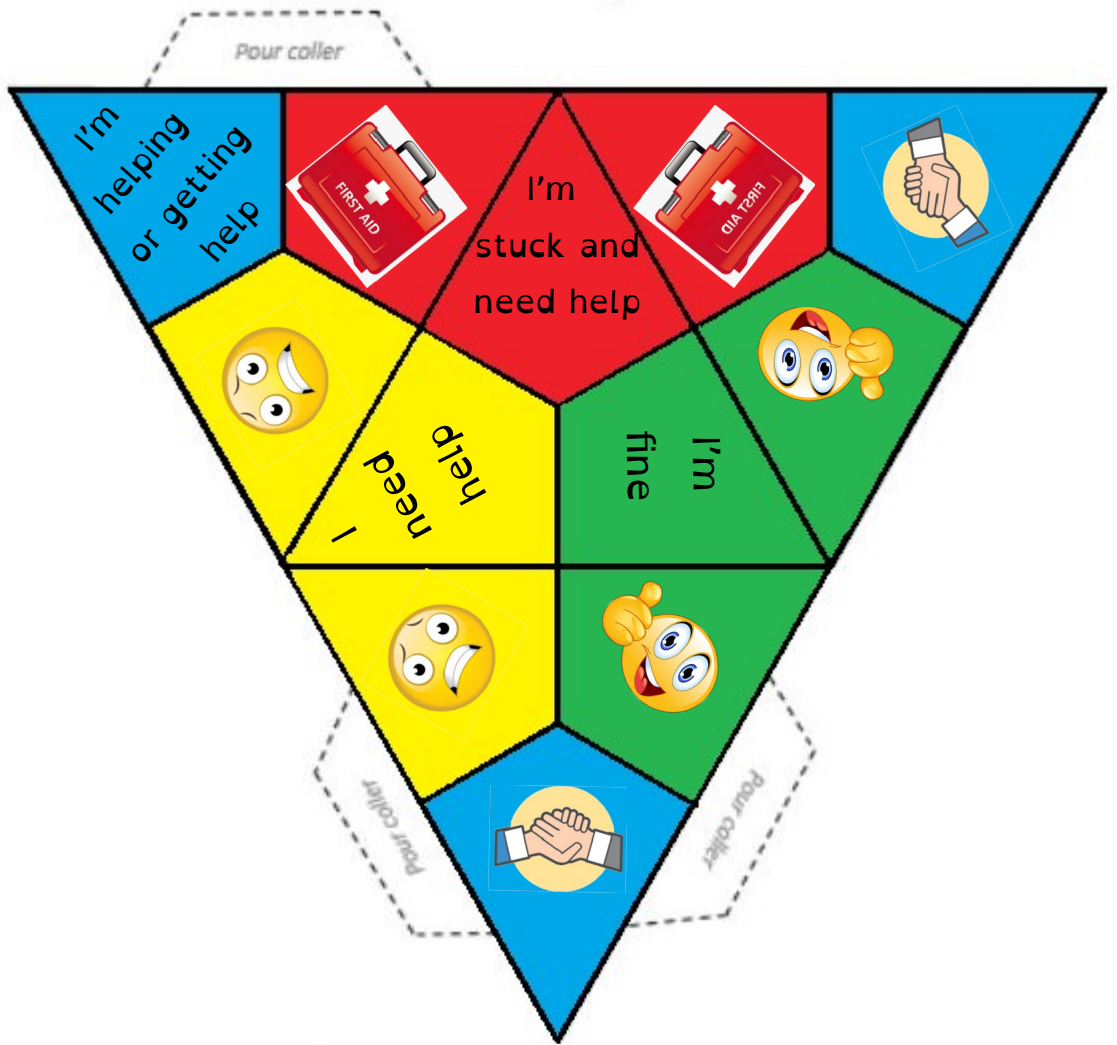 Pour coller
I'm
helping
or getting
help
FIRST AID
I'm
stuck and
need help
FIRST AID
I
need
help
I'm
fine
Pour coller
Pour coller